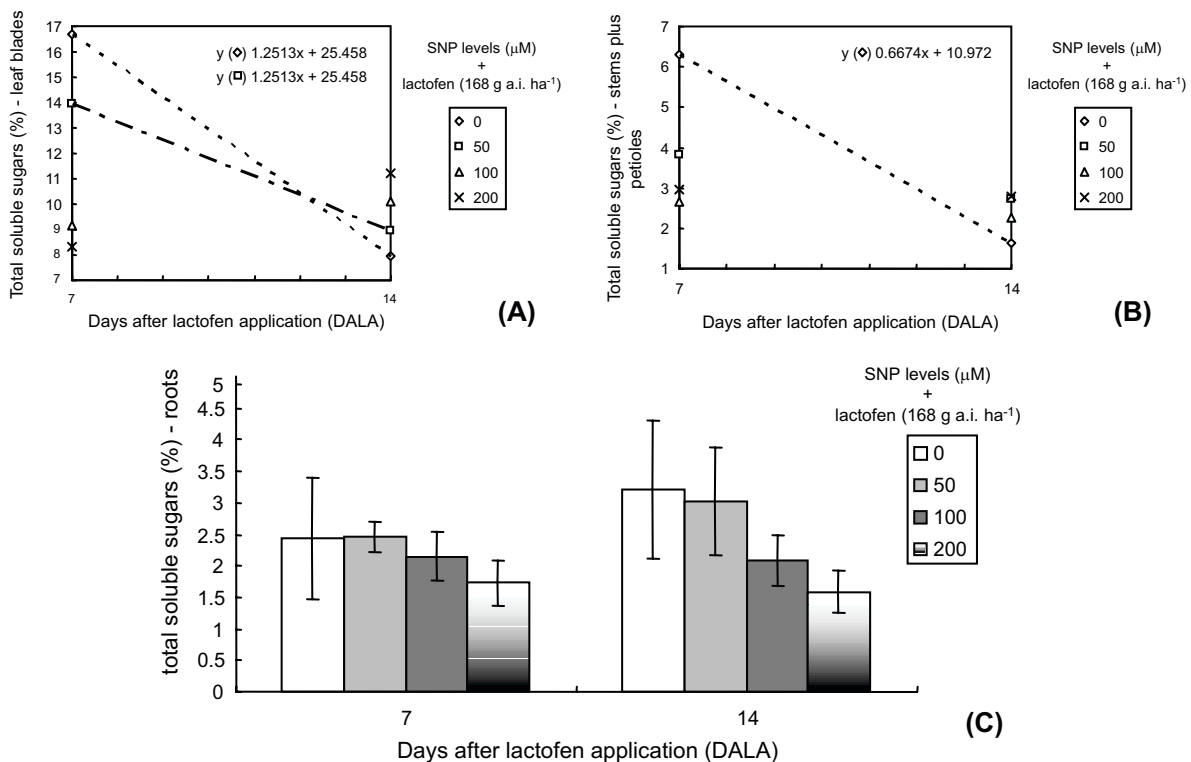 Total soluble sugars (%) - leaf blades
17
16
15
14
13
12
11
10
9
8
7
y (◇) 1.2513x + 25.458
y (□) 1.2513x + 25.458
7
14
Days after lactofen application (DALA)
SNP levels (μM)
+
lactofen (168 g a.i. ha⁻¹)
0
50
100
200
(A)
Total soluble sugars (%) - stems plus
petioles
7
6
5
4
3
2
1
y (◇) 0.6674x + 10.972
7
14
Days after lactofen application (DALA)
SNP levels (μM)
+
lactofen (168 g a.i. ha⁻¹)
0
50
100
200
(B)
total soluble sugars (%) - roots
5
4.5
4
3.5
3
2.5
2
1.5
1
0.5
0
7
14
Days after lactofen application (DALA)
SNP levels (μM)
+
lactofen (168 g a.i. ha⁻¹)
0
50
100
200
(C)